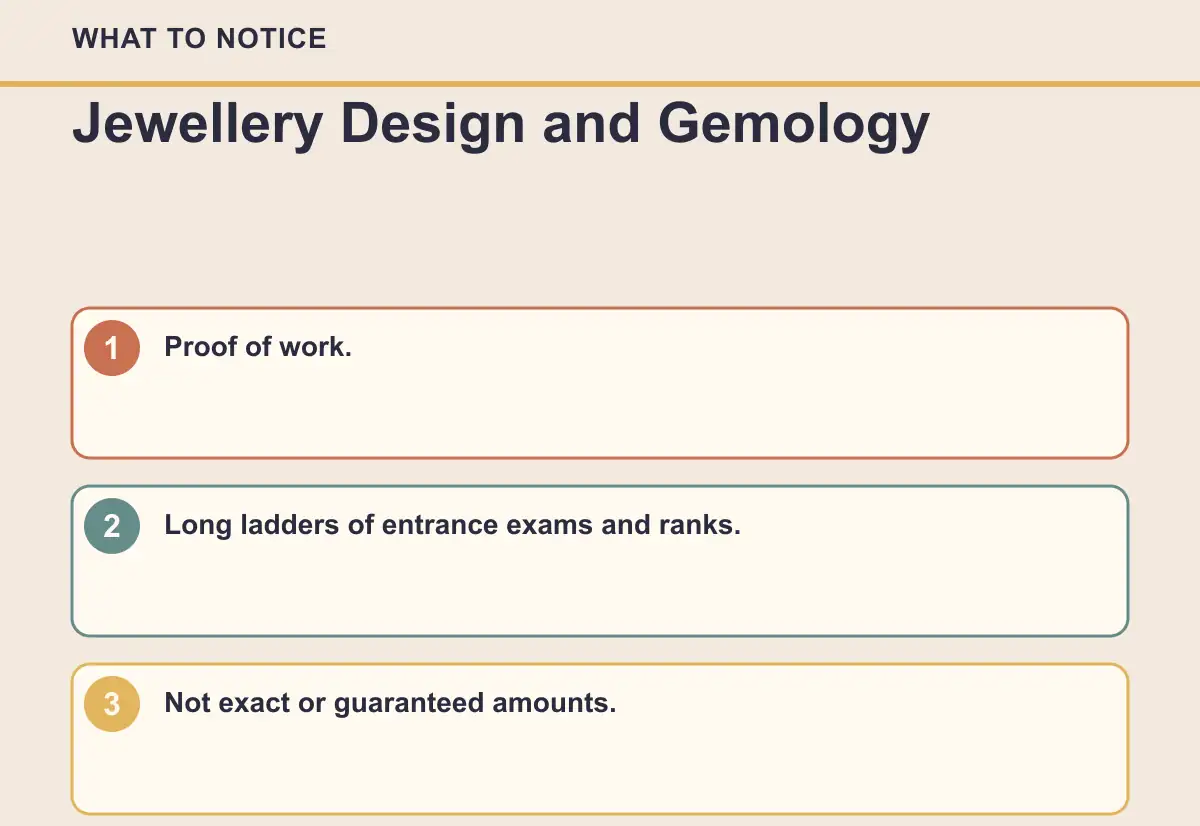 WHAT TO NOTICE
Jewellery Design and Gemology
1 Proof of work.
2 Long ladders of entrance exams and ranks.
3 Not exact or guaranteed amounts.